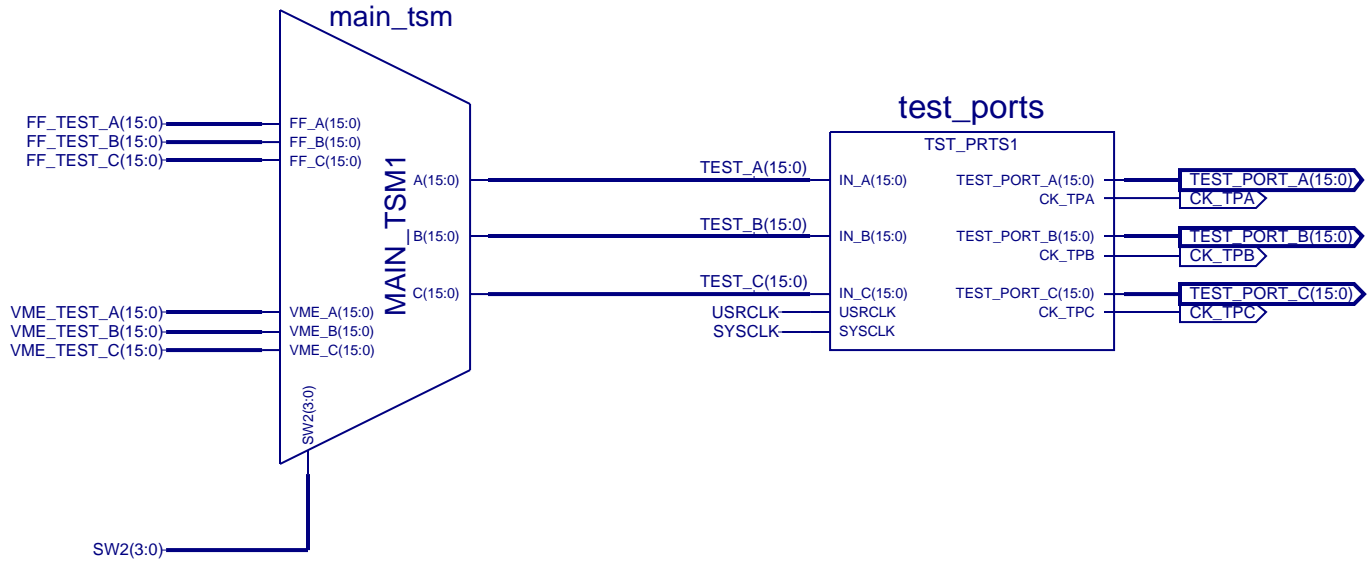 main_tsm
FF_TEST_A(15:0)
FF_TEST_B(15:0)
FF_TEST_C(15:0)
VME_TEST_A(15:0)
VME_TEST_B(15:0)
VME_TEST_C(15:0)
SW2(3:0)
FF_A(15:0)
FF_B(15:0)
FF_C(15:0)
VME_A(15:0)
VME_B(15:0)
VME_C(15:0)
SW2(3:0)
MAIN_TSM1
A(15:0)
B(15:0)
C(15:0)
TEST_A(15:0)
TEST_B(15:0)
TEST_C(15:0)
USRCLK
SYSCLK
test_ports
TST_PRTS1
IN_A(15:0)
IN_B(15:0)
IN_C(15:0)
USRCLK
SYSCLK
TEST_PORT_A(15:0)
CK_TPA
TEST_PORT_B(15:0)
CK_TPB
TEST_PORT_C(15:0)
CK_TPC
TEST_PORT_A(15:0)
CK_TPA
TEST_PORT_B(15:0)
CK_TPB
TEST_PORT_C(15:0)
CK_TPC